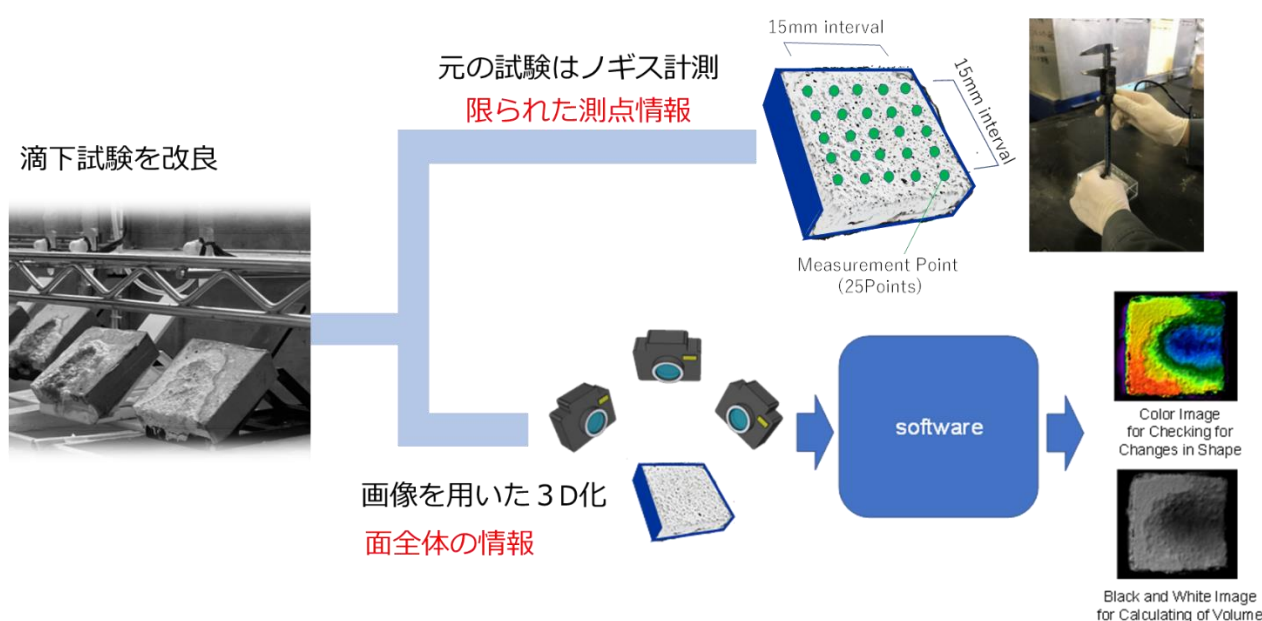 滴下試験を改良
元の試験はノギス計測
限られた測点情報
15mm interval
15mm interval
Measurement Point
(25Points)
画像を用いた３D化
面全体の情報
software
Color Image
for Checking for
Changes in Shape
Black and White Image
for Calculating of Volume